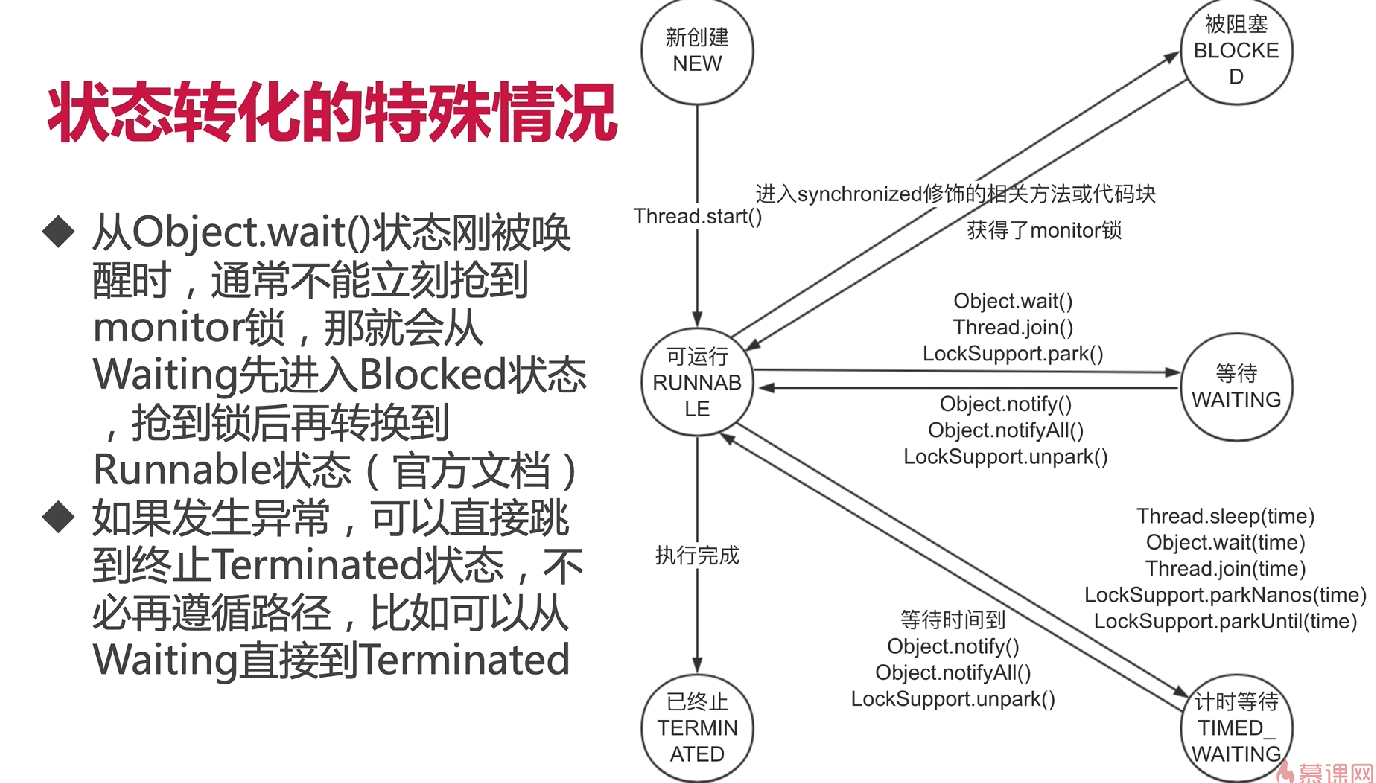 状态转化的特殊情况
◆ 从Object.wait()状态刚被唤
醒时，通常不能立刻抢到
monitor锁，那就会从
Waiting先进入Blocked状态
，抢到锁后再转换到
Runnable状态（官方文档）
◆ 如果发生异常，可以直接跳
到终止Terminated状态，不
必再遵循路径，比如可以从
Waiting直接到Terminated
新创建
NEW
被阻塞
BLOCKE
D
进入synchronized修饰的相关方法或代码块
Thread.start()
获得了monitor锁
Object.wait()
Thread.join()
LockSupport.park()
可运行
RUNNAB
LE
等待
WAITING
Object.notify()
Object.notifyAll()
LockSupport.unpark()
Thread.sleep(time)
Object.wait(time)
Thread.join(time)
LockSupport.parkNanos(time)
LockSupport.parkUntil(time)
执行完成
等待时间到
Object.notify()
Object.notifyAll()
LockSupport.unpark()
已终止
TERMIN
ATED
计时等待
TIMED_
WAITING
慕课网